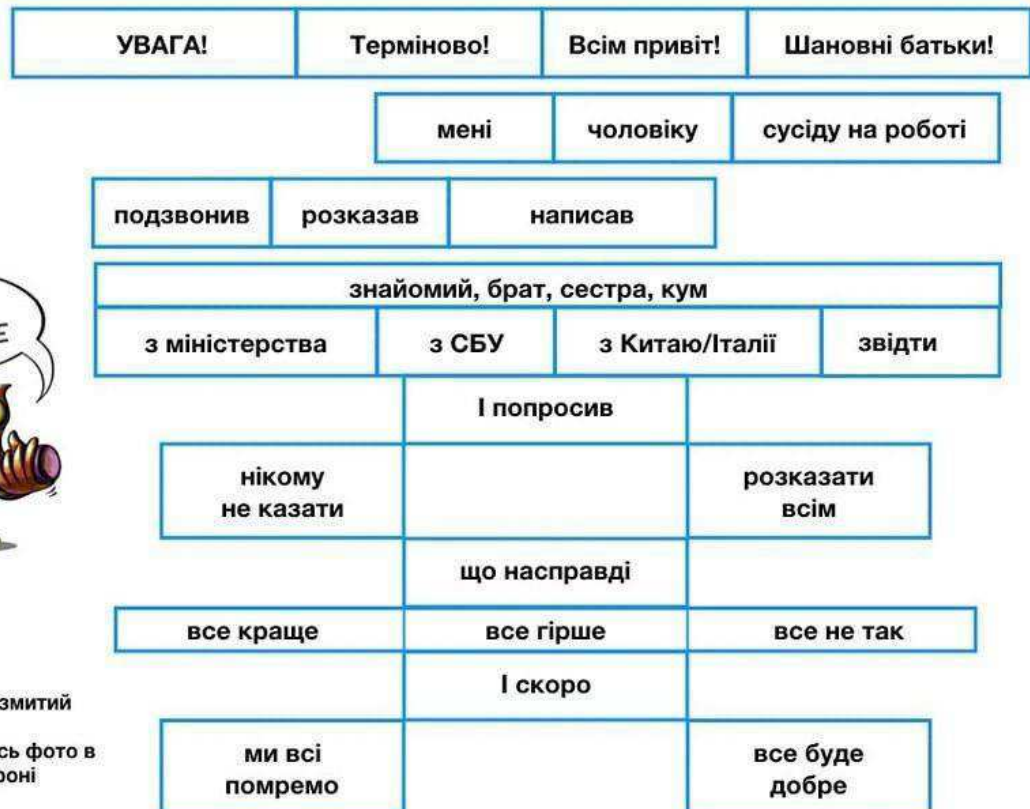 УВАГА! Терміново! Всім привіт! Шановні батьки!
мені чоловіку сусіду на роботі
подзвонив розказав написав
знайомий, брат, сестра, кум
з міністерства з СБУ з Китаю/Італії звідти
І попросив
нікому
не казати
розказати
всім
що насправді
все краще все гірше все не так
І скоро
ми всі
помремо
все буде
добре
сь фото в